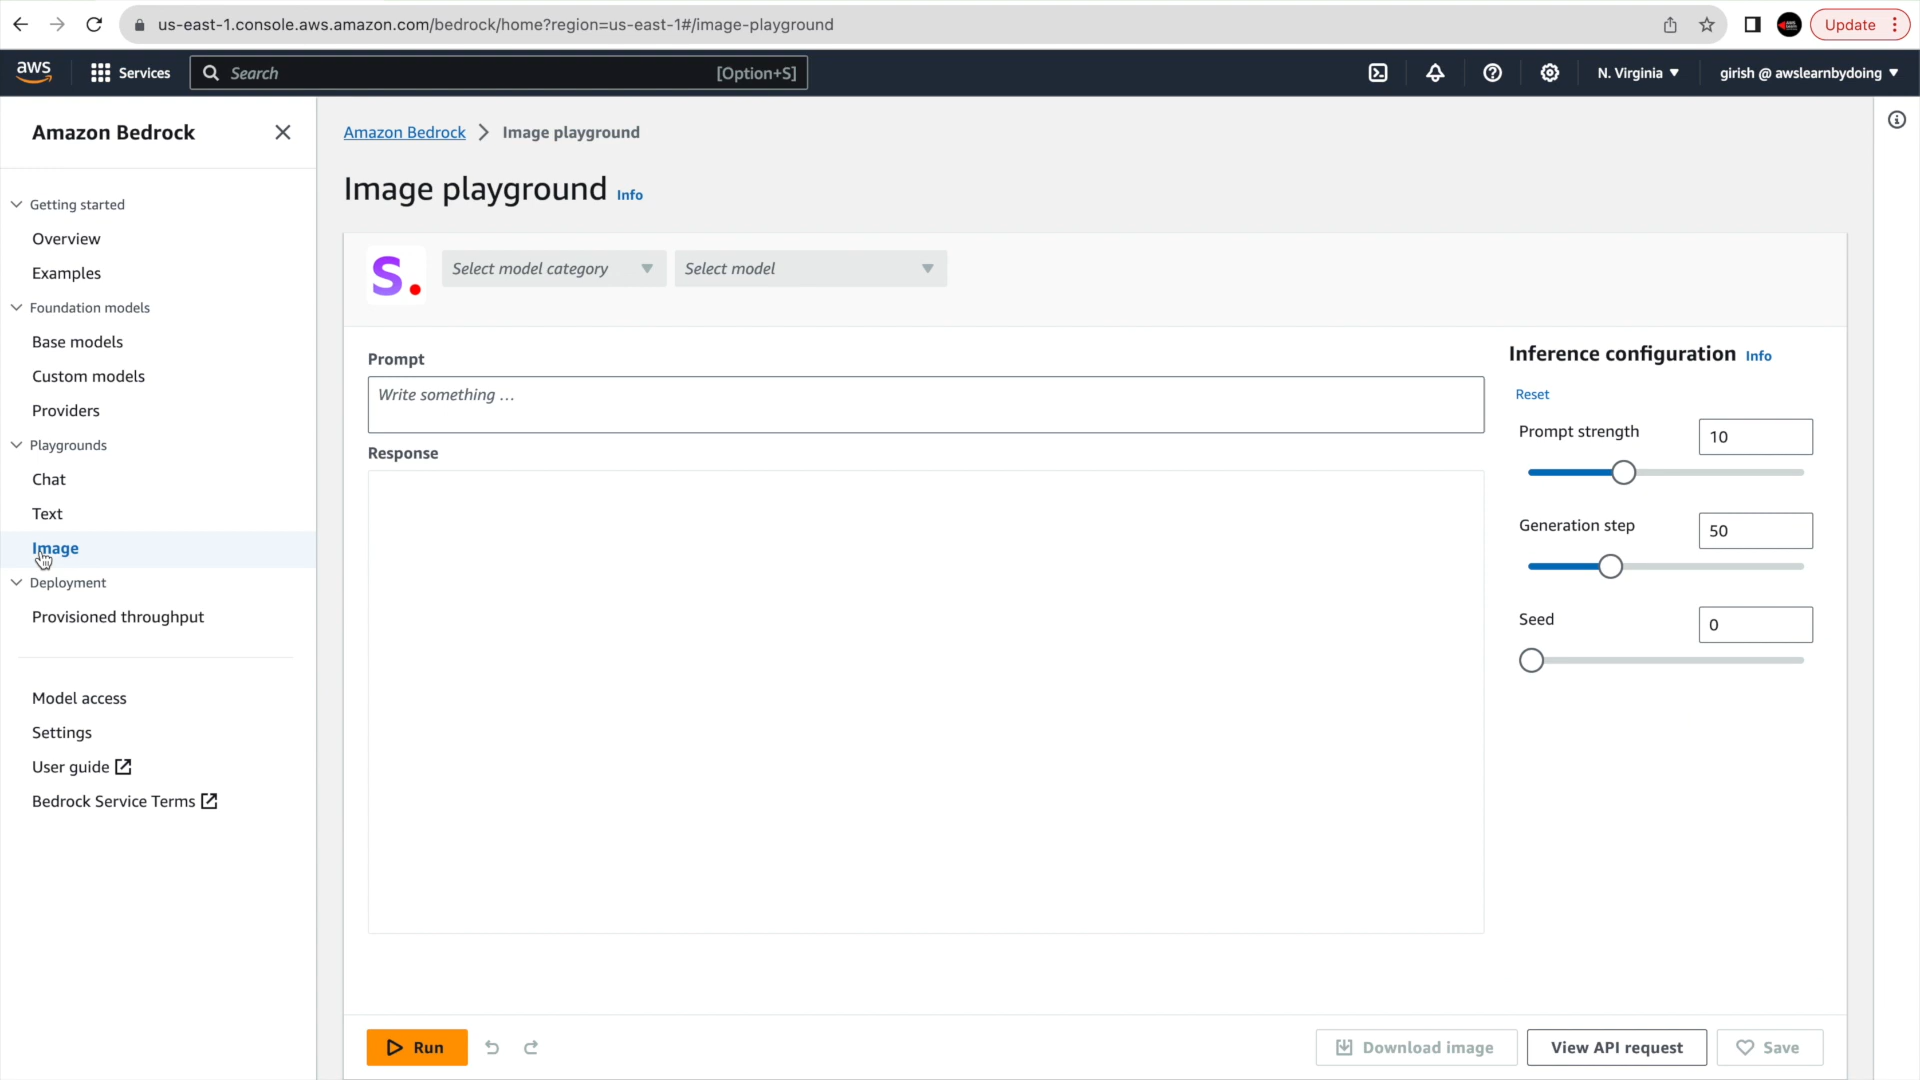 us-east-1.console.aws.amazon.com/bedrock/home?region=us-east-1#/image-playground
Update
aws
Services
Search
[Option+S]
N. Virginia
girish @ awslearnbydoing
Amazon Bedrock
Getting started
Overview
Examples
Foundation models
Base models
Custom models
Providers
Playgrounds
Chat
Text
Image
Deployment
Provisioned throughput
Model access
Settings
User guide
Bedrock Service Terms
Amazon Bedrock > Image playground
Image playground Info
S.
Select model category
Select model
Prompt
Write something ...
Response
Inference configuration Info
Reset
Prompt strength
10
Generation step
50
Seed
0
Run
Download image
View API request
Save